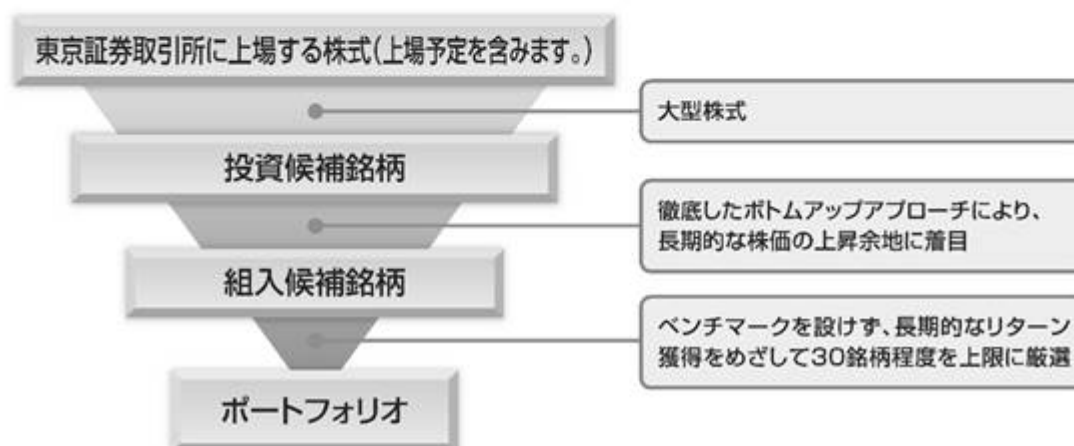 東京証券取引所に上場する株式(上場予定を含みます。)
大型株式
投資候補銘柄
徹底したボトムアップアプローチにより、
長期的な株価の上昇余地に着目
組入候補銘柄
ベンチマークを設けず、長期的なリターン
獲得をめざして30銘柄程度を上限に厳選
ポートフォリオ